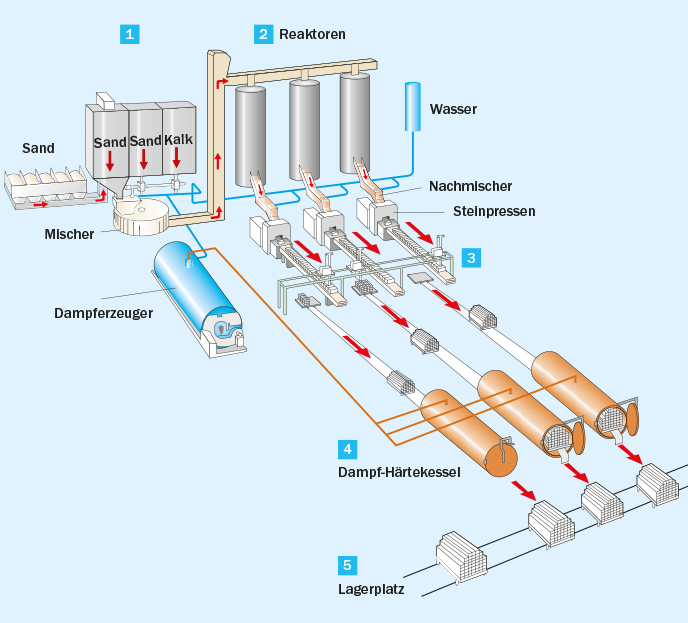 1
2 Reaktoren
Wasser
Sand
Sand Sand Kalk
Nachmischer
Steinpressen
Mischer
3
Dampferzeuger
4
Dampf-Härtekessel
5
Lagerplatz